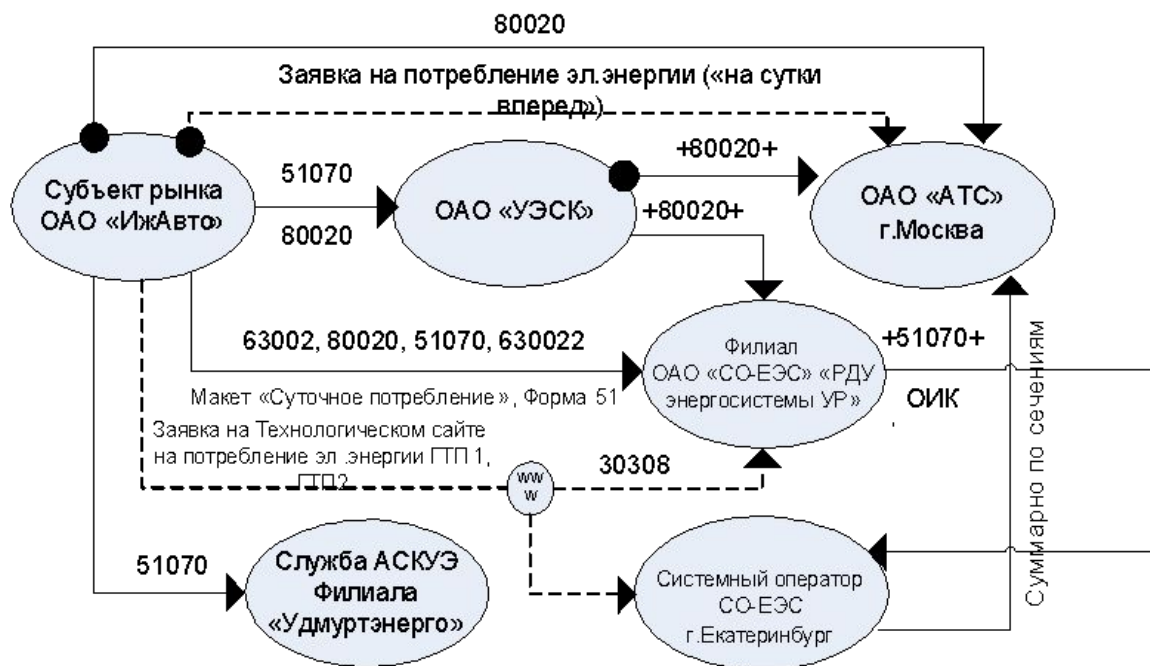 80020
Заявка на потребление эл.энергии («на сутки
вперед»)
Субъект рынка
ОАО «ИжАвто»
51070
80020
ОАО «УЭСК»
+80020+
+80020+
ОАО «АТС»
г.Москва
63002, 80020, 51070, 630022
Макет «Суточное потребление», Форма 51
Филиал
ОАО «СО-ЕЭС» «РДУ
энергосистемы УР»
+51070+
ОИК
,
Заявка на Технологическом сайте
на потребление эл .энергии ГТП 1,
ГТП 2
ww
w
30308
Суммарно по сечениям
51070
Служба АСКУЭ
Филиала
«Удмуртэнерго»
Системный оператор
СО-ЕЭС
г.Екатеринбург